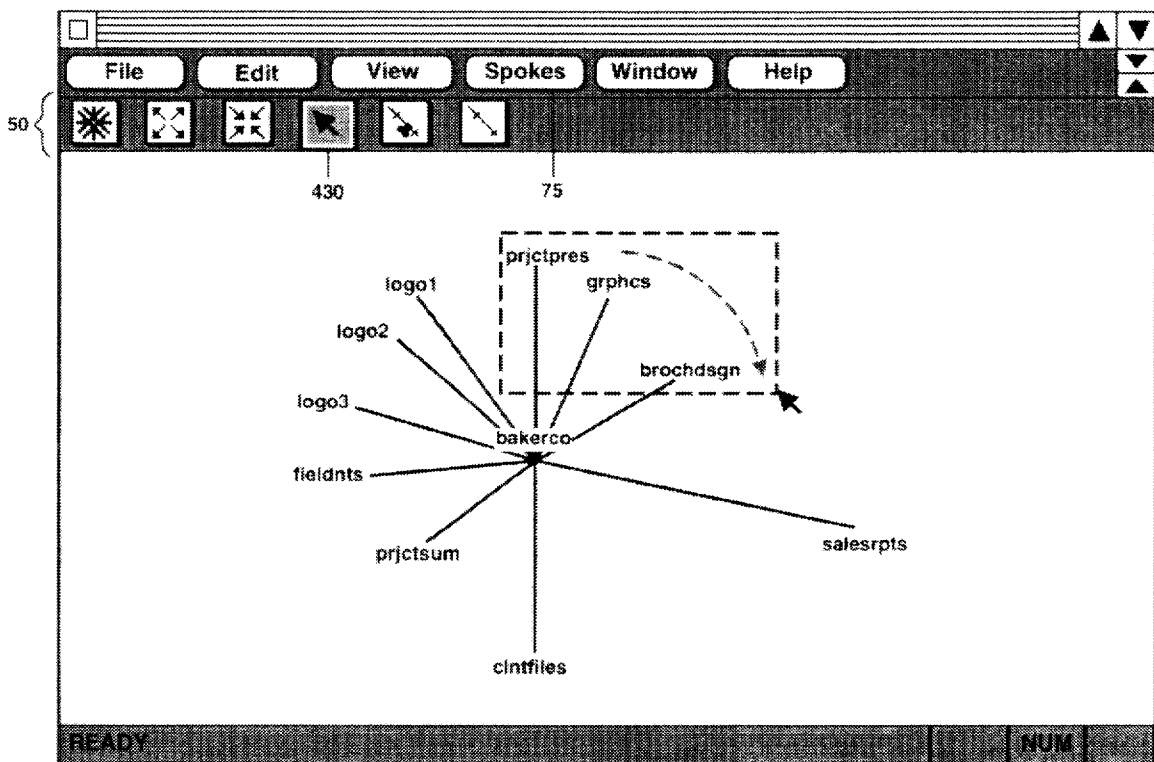 File Edit View Spokes Window Help
50
430 75
prjctpres
logo1 grphcs
logo2
brochdsgn
logo3
bakerco
fieldnts
salesrpts
prjctsum
clntfiles
READY NUM